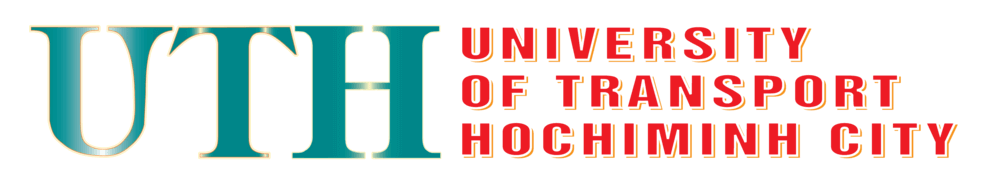 UTH
UNIVERSITY
OF TRANSPORT
HOCHIMINH CITY